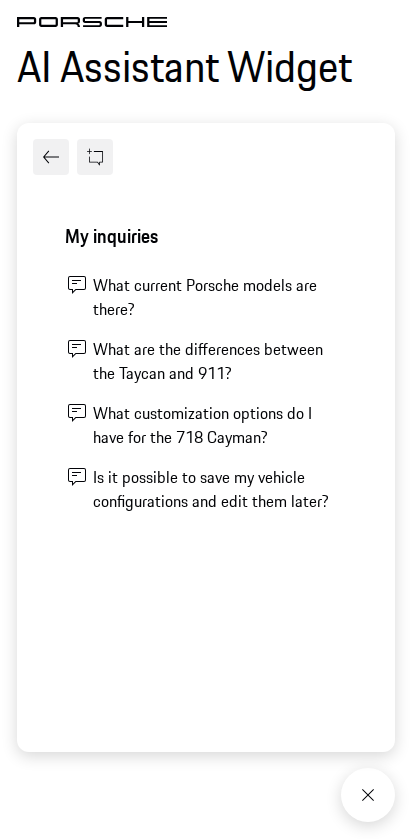 PORSCHE
AI Assistant Widget
My inquiries
What current Porsche models are
there?
What are the differences between
the Taycan and 911?
What customization options do I
have for the 718 Cayman?
Is it possible to save my vehicle
configurations and edit them later?